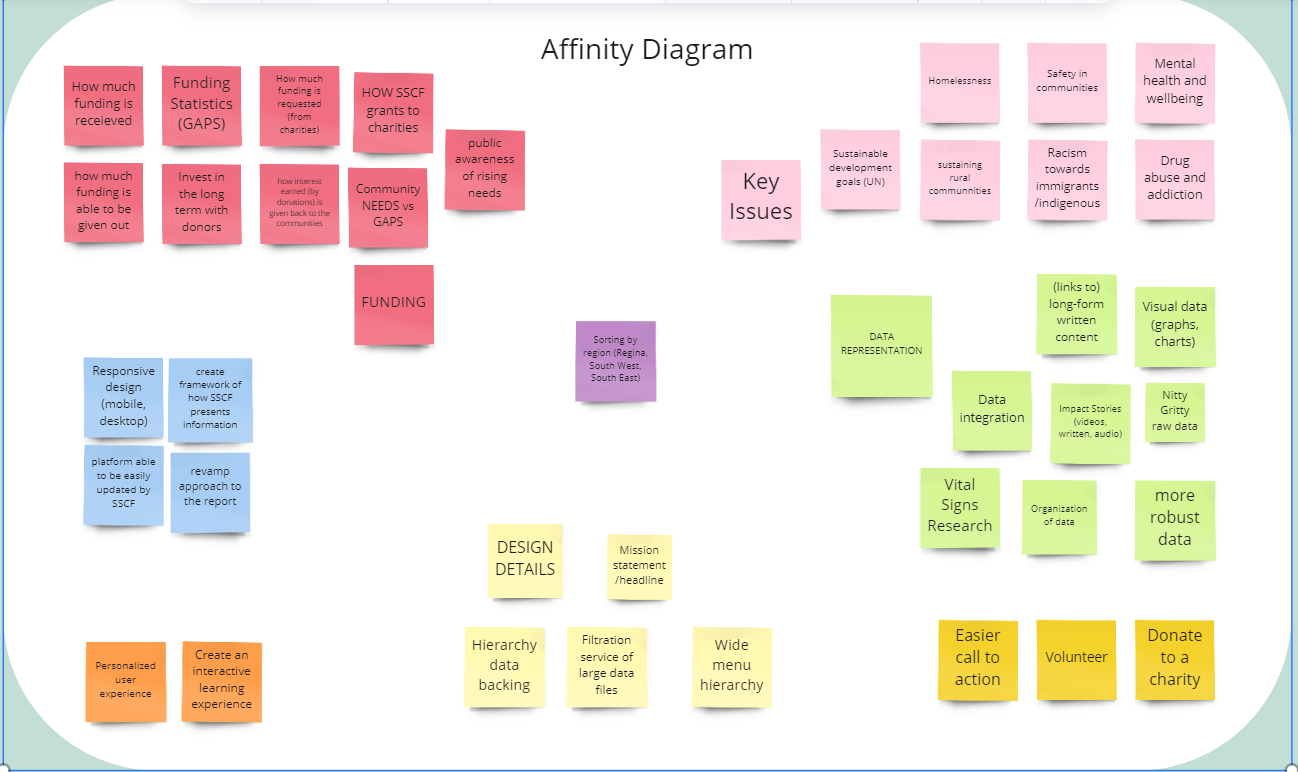 Affinity Diagram
How much
funding is
receieved
Funding
Statistics
(GAPS)
How much
funding is
requested
(from
charities)
HOW SSCF
grants to
charities
public
awareness
of rising
needs
how much
funding is
able to be
given out
Invest in
the long
term with
donors
how interest
earned (by
donations) is
given back to the
communities
Community
NEEDS vs
GAPS
FUNDING
Key
Issues
Sustainable
development
goals (UN)
Homelessness
Safety in
communities
Mental
health and
wellbeing
sustaining
rural
communities
Racism
towards
immigrants
/indigenous
Drug
abuse and
addiction
Sorting by
region (Regina,
South West,
South East)
DATA
REPRESENTATION
(links to)
long-form
written
content
Visual data
(graphs,
charts)
Data
integration
Impact Stories
(videos,
written, audio)
Nitty
Gritty
raw data
Vital
Signs
Research
Organization
of data
more
robust
data
Responsive
design
(mobile,
desktop)
create
framework of
how SSCF
presents
information
platform able
to be easily
updated by
SSCF
revamp
approach to
the report
DESIGN
DETAILS
Mission
statement
/headline
Hierarchy
data
backing
Filtration
service of
large data
files
Wide
menu
hierarchy
Personalized
user
experience
Create an
interactive
learning
experience
Easier
call to
action
Volunteer
Donate
to a
charity